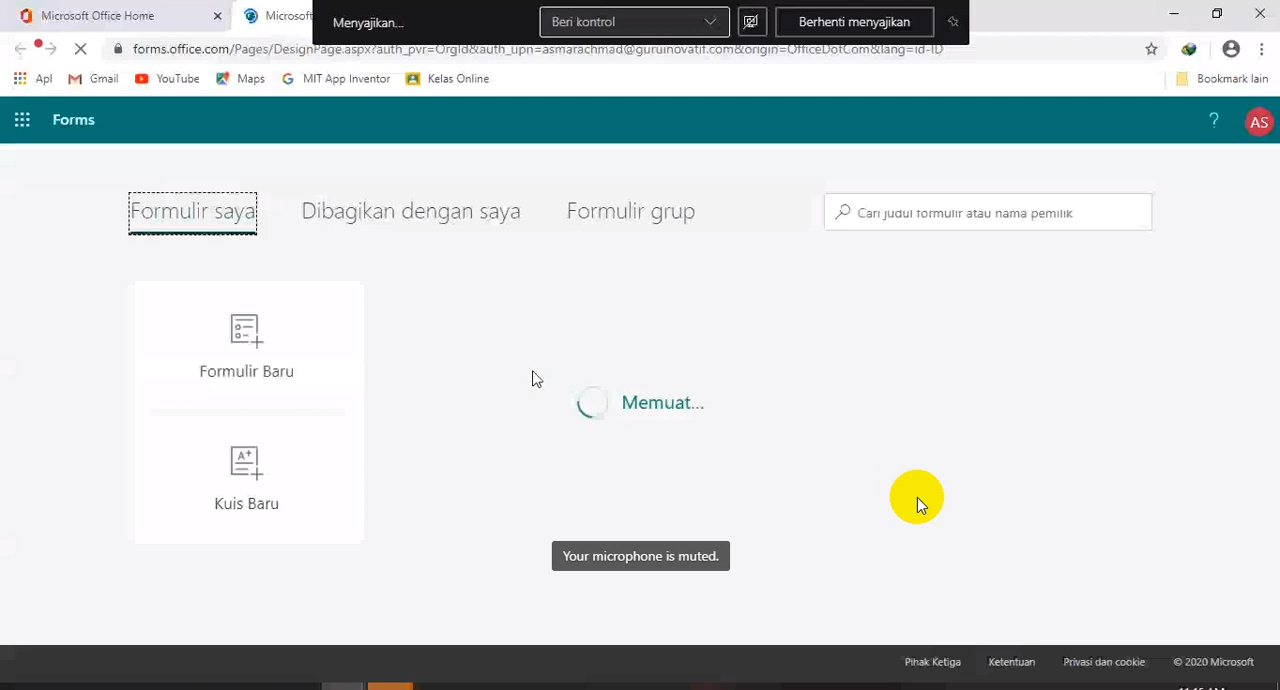 Microsoft Office Home
Microsoft
Menyajikan...
Beri kontrol
Berhenti menyajikan
forms.office.com/Pages/DesignPage.aspx?auth_pvr=OrgId&auth_upn=asmarachmad@guruinovatif.com&origin=OfficeDotCom&lang=id-ID
Apl Gmail YouTube Maps MIT App Inventor Kelas Online Bookmark lain
Forms ? AS
Formulir saya Dibagikan dengan saya Formulir grup Cari judul formulir atau nama pemilik
Formulir Baru
Memuat...
A+
Kuis Baru
Your microphone is muted.
Pihak Ketiga Ketentuan Privasi dan cookie © 2020 Microsoft